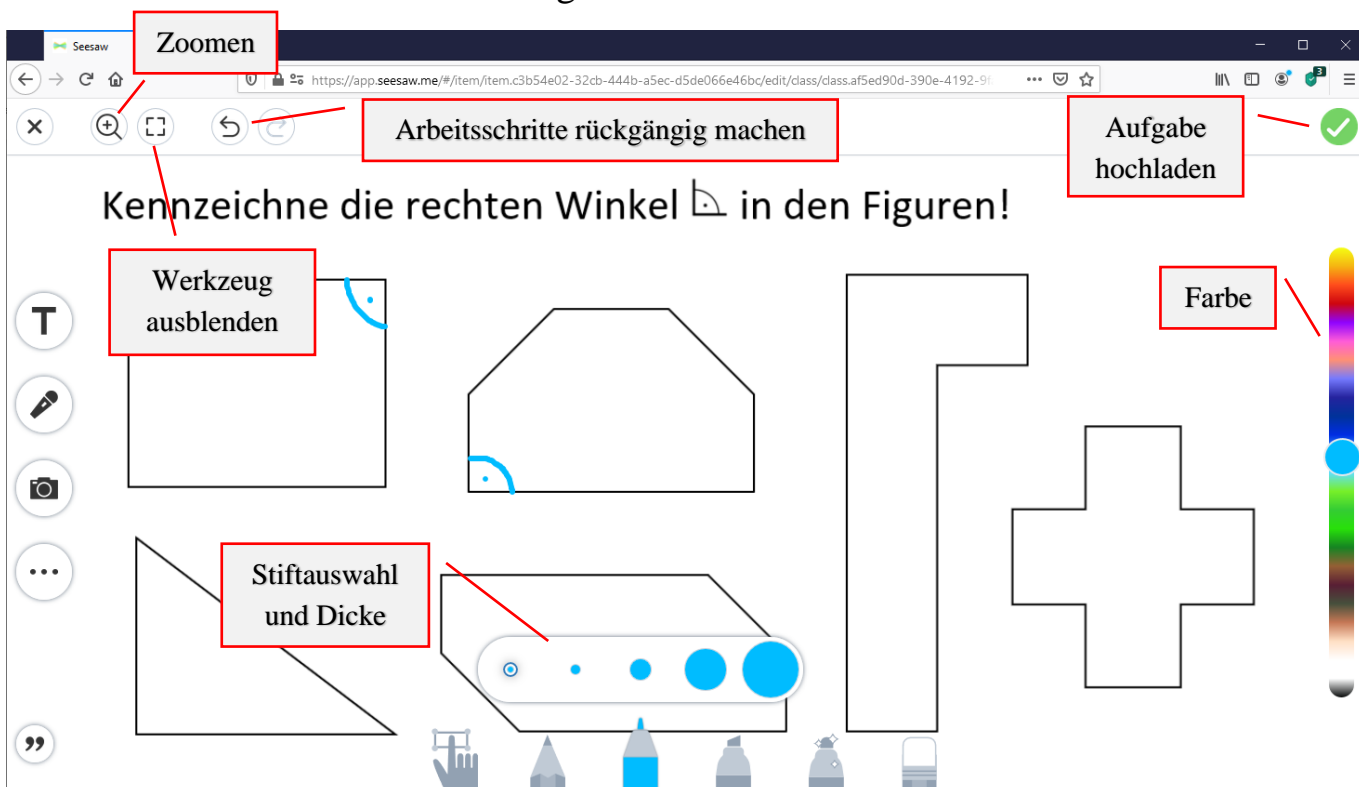 Zoomen
Seesaw
https://app.seesaw.me/#/item/item.c3b54e02-32cb-444b-a5ec-d5de066e46bc/edit/class/class.af5ed90d-390e-4192-9
3
Arbeitsschritte rückgängig machen
Aufgabe
hochladen
Kennzeichne die rechten Winkel in den Figuren!
Werkzeug
ausblenden
Farbe
T
Stiftauswahl
und Dicke